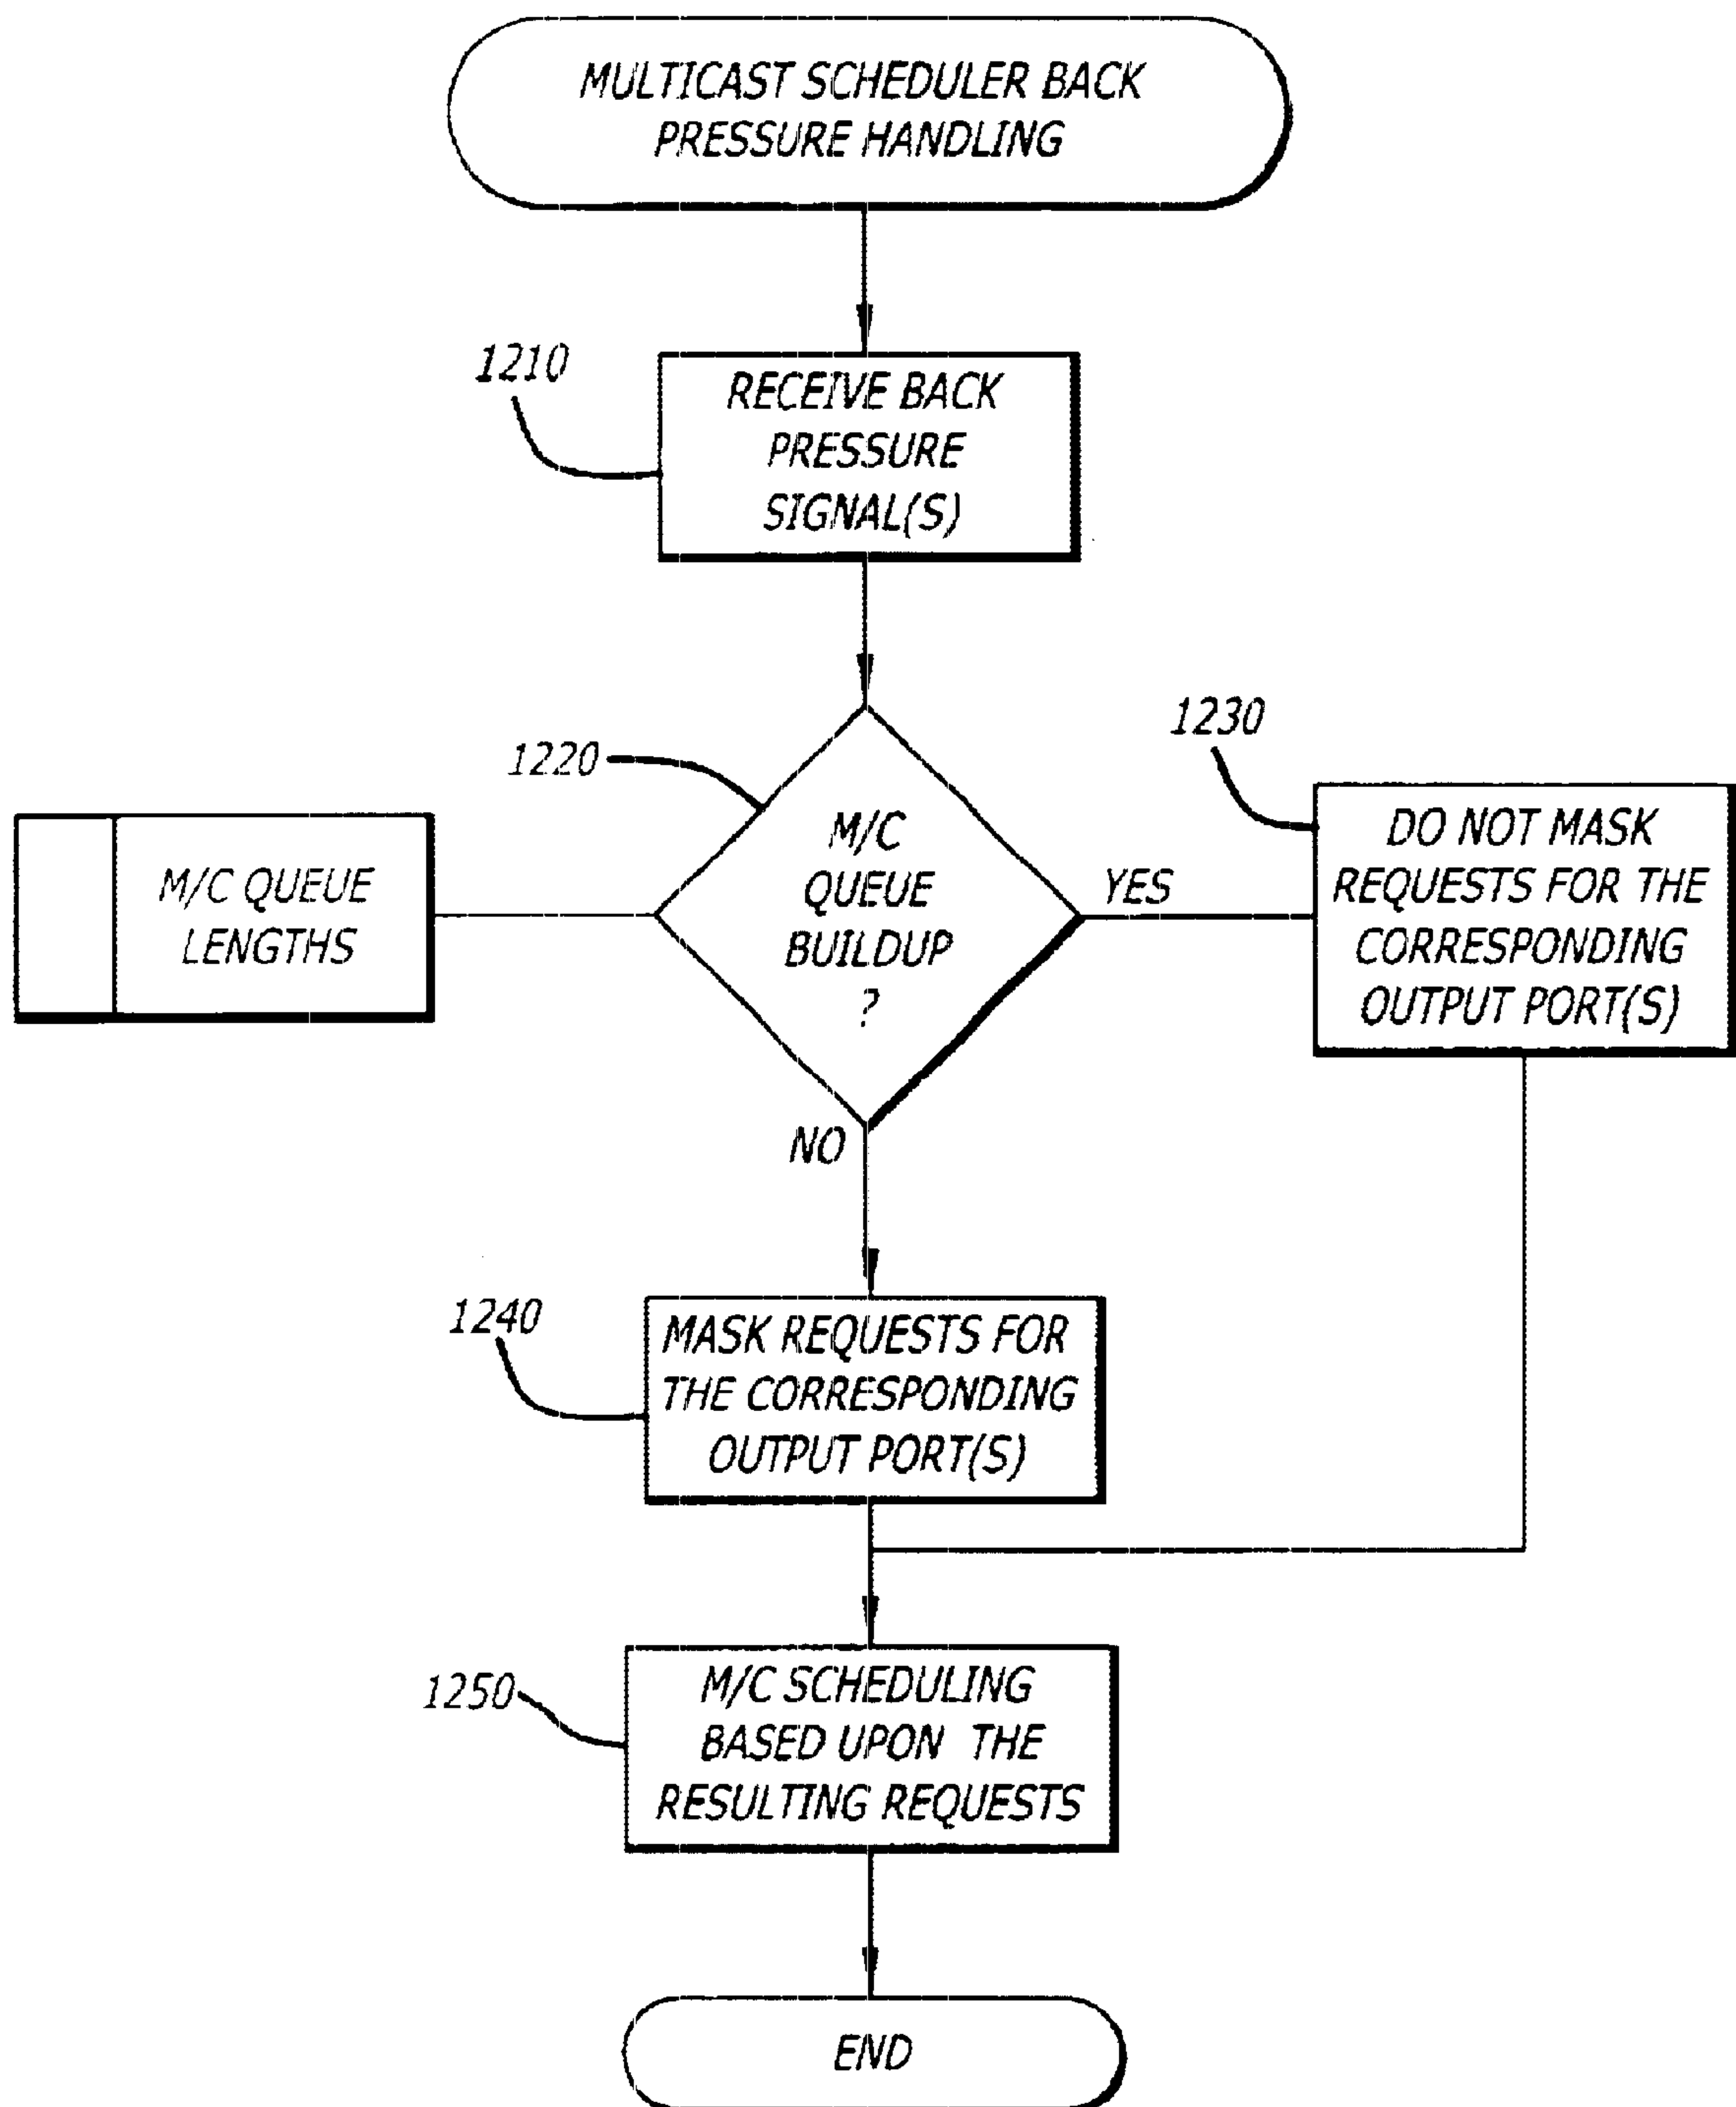 MULTICAST SCHEDULER BACK
PRESSURE HANDLING
1210
RECEIVE BACK
PRESSURE
SIGNAL(S)
1220
M/C
QUEUE
BUILDUP
?
M/C QUEUE
LENGTHS
YES
1230
DO NOT MASK
REQUESTS FOR THE
CORRESPONDING
OUTPUT PORT(S)
NO
1240
MASK REQUESTS FOR
THE CORRESPONDING
OUTPUT PORT(S)
1250
M/C SCHEDULING
BASED UPON THE
RESULTING REQUESTS
END